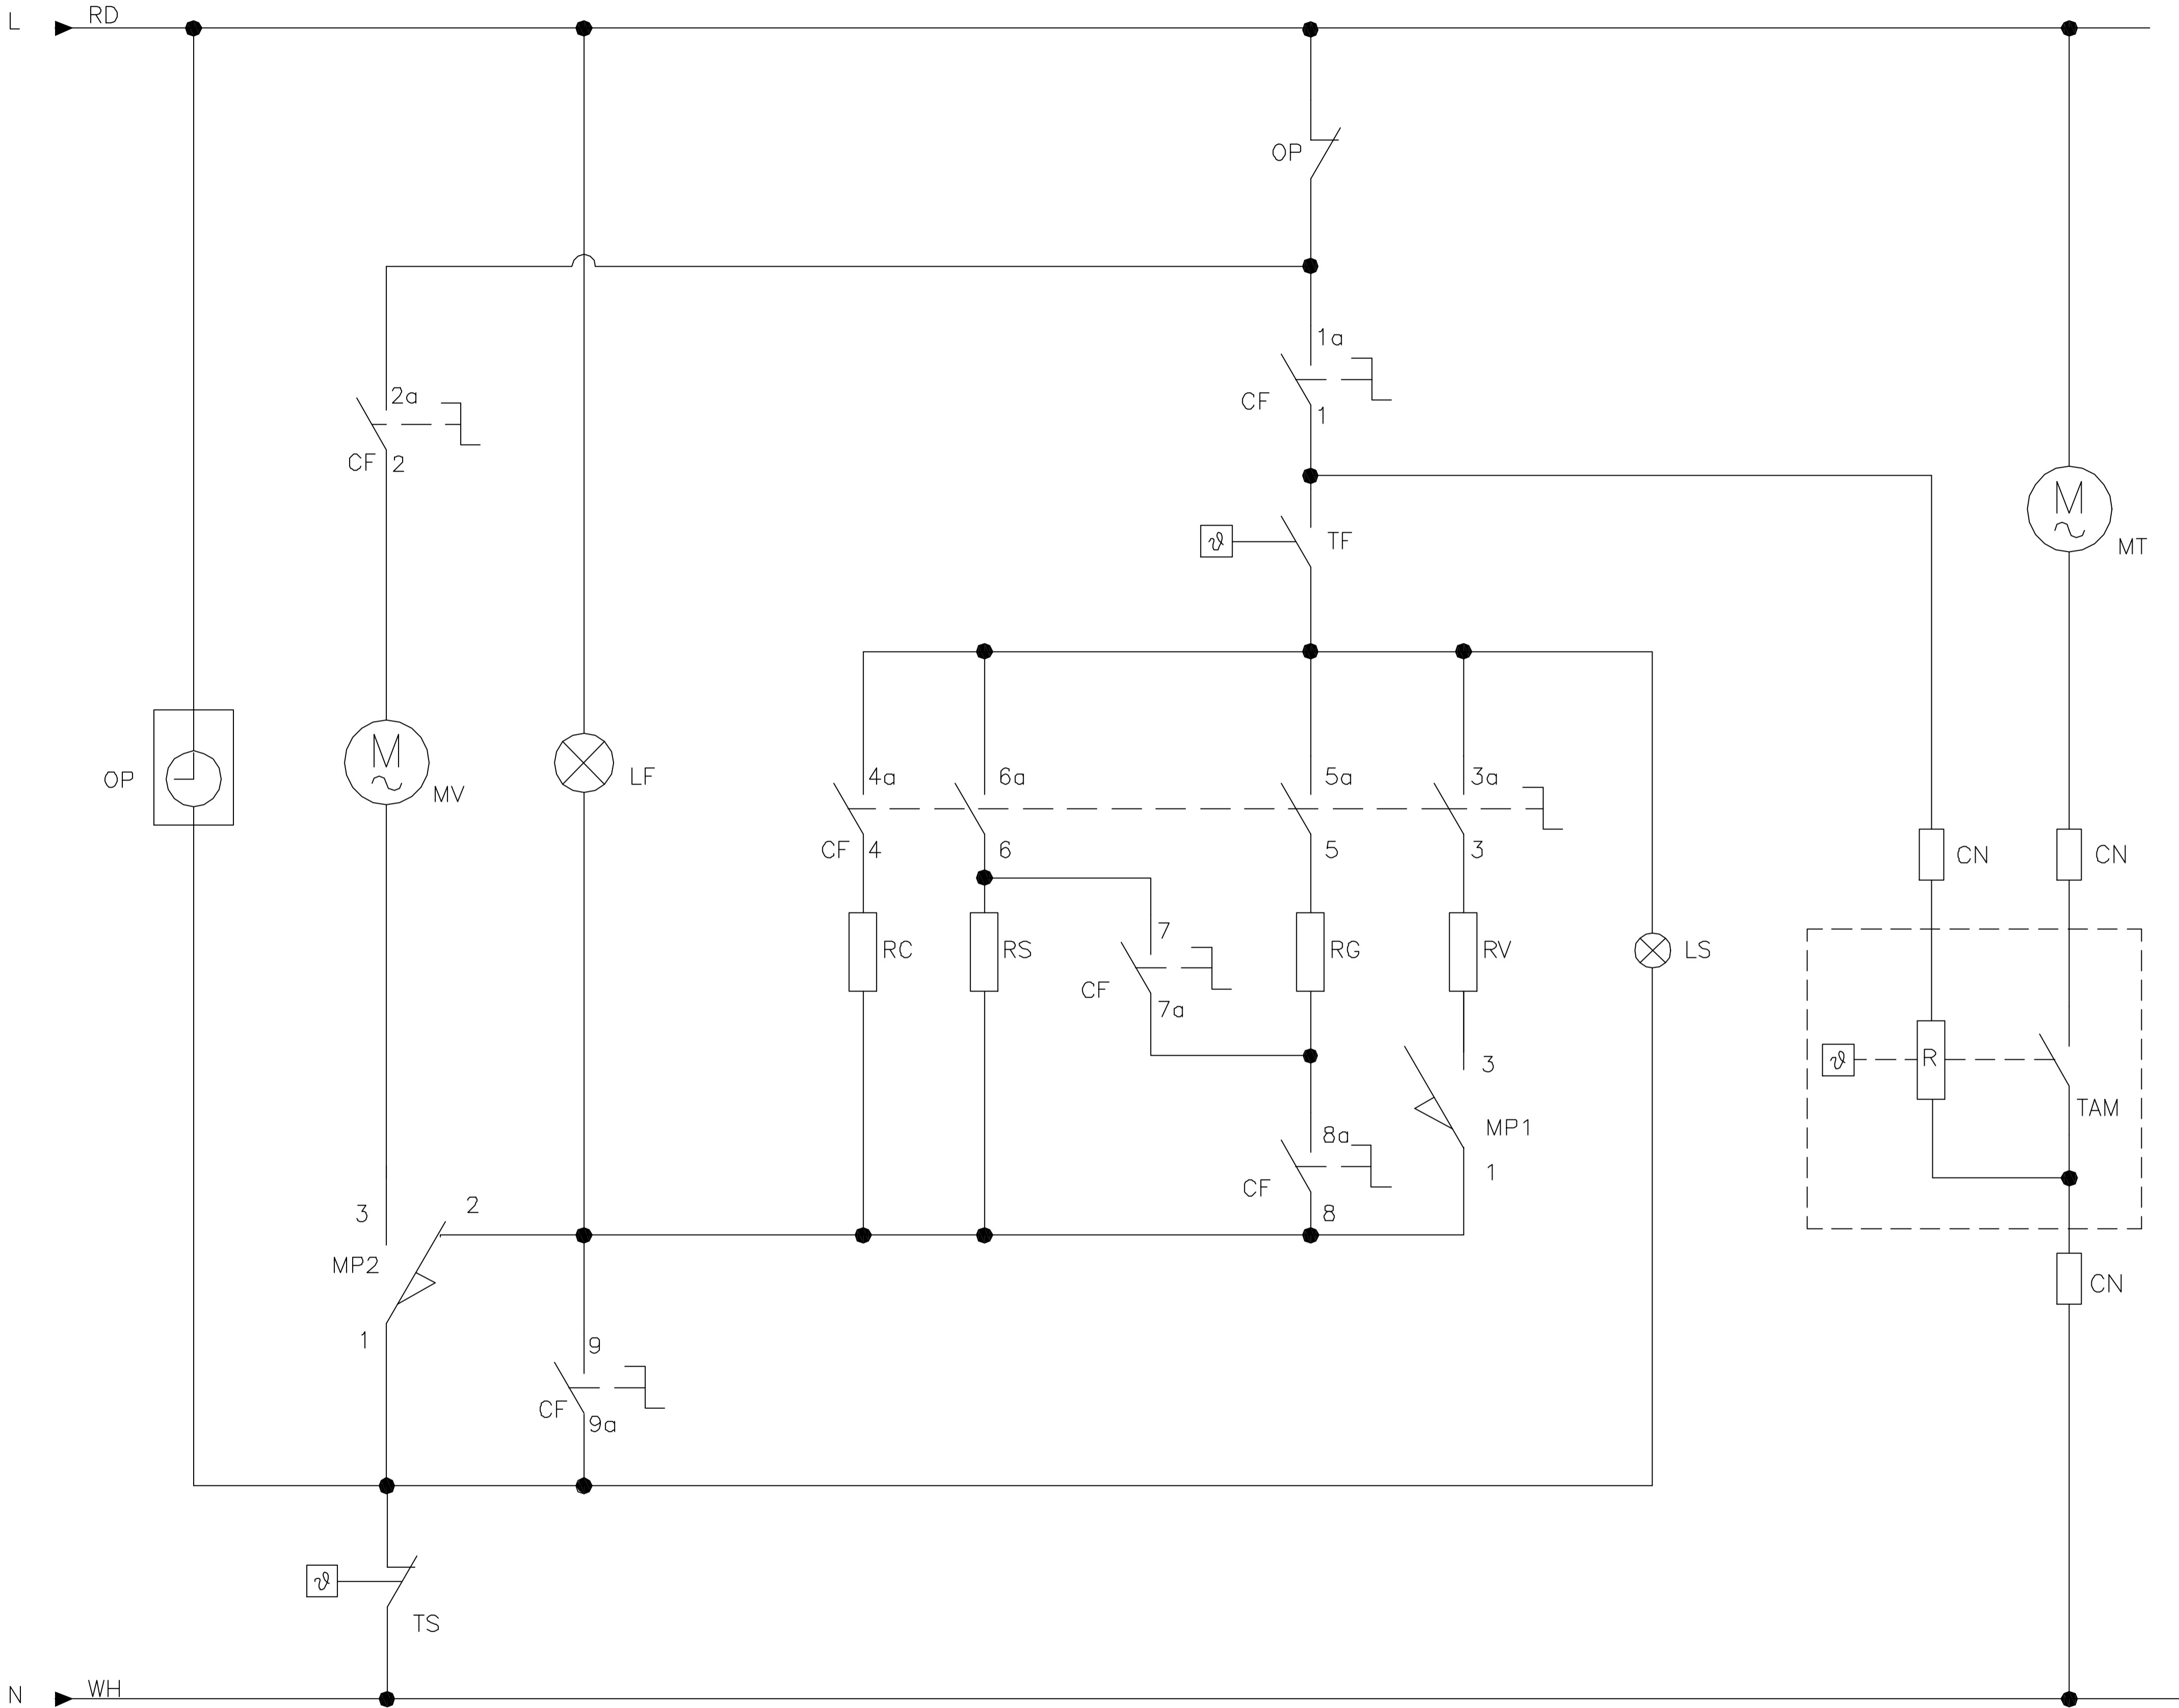 L RD
OP
1a
2a
CF
1
CF 2
TF
M
MT
M
4a 6a 5a 3a
OP
LF
MV
CF 4 6 5 3
CN CN
7
RC RS RG RV LS
CF
7a
3
R
TAM
8a
MP1
1
CF
3 2
8
MP2
CN
1 9
CF
9a
TS
N WH